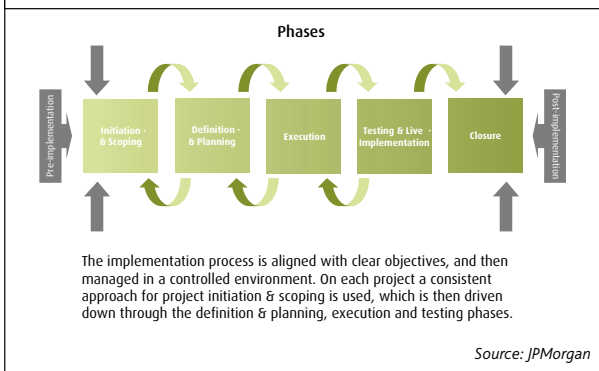 Phases
Pre-implementation
Initiation ·
& Scoping
Definition ·
& Planning
Execution
Testing & Live ·
Implementation
Closure
Post-implementation
The implementation process is aligned with clear objectives, and then
managed in a controlled environment. On each project a consistent
approach for project initiation & scoping is used, which is then driven
down through the definition & planning, execution and testing phases.
Source: JPMorgan